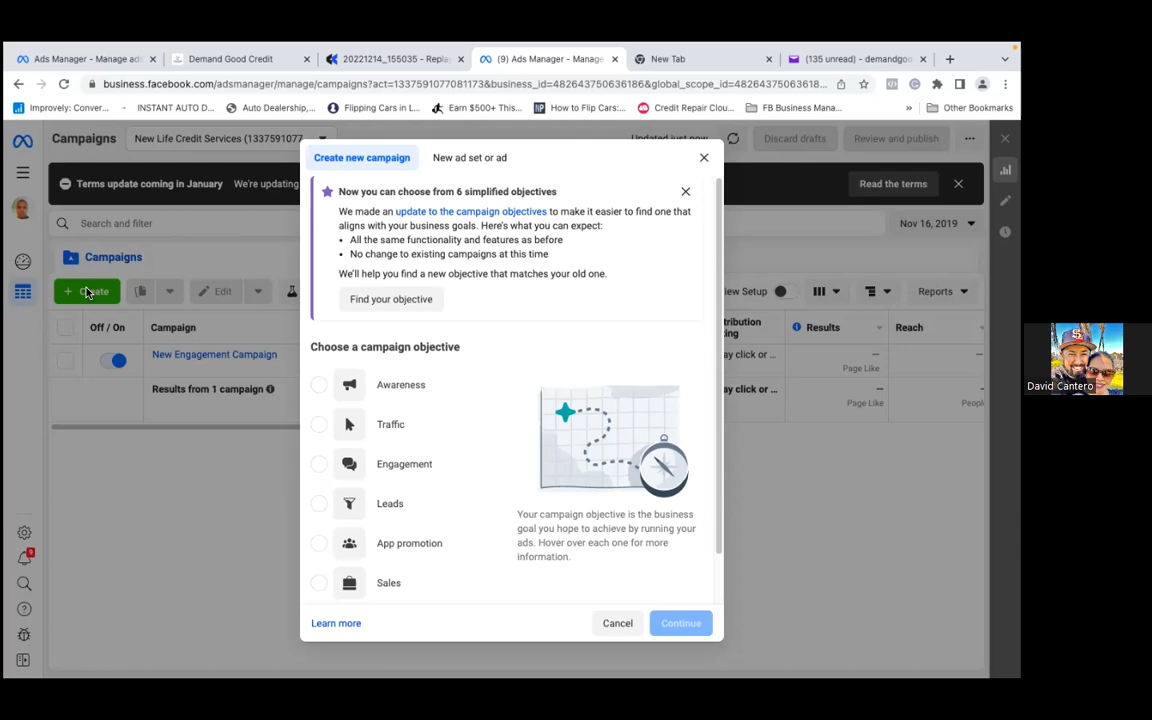 Ads Manager - Manage ad
Demand Good Credit
20221214_155035 - Repla
(9) Ads Manager - Manage
New Tab
(135 unread) - demandgo
business.facebook.com/adsmanager/manage/campaigns?act=1337591077081173&business_id=482643750636186&global_scope_id=48264375063618...
Improvely: Conver...
INSTANT AUTO D...
Auto Dealership,...
Flipping Cars in L...
Earn $500+ This...
How to Flip Cars:...
Credit Repair Clou...
FB Business Mana...
Other Bookmarks
Campaigns
New Life Credit Services (1337591077
Updated just now
Discard drafts
Review and publish
Terms update coming in January
We're updating
Read the terms
Search and filter
Nov 16, 2019
Campaigns
Create
Edit
ew Setup
Reports
Off / On
Campaign
Results
Reach
New Engagement Campaign
ay click or ...
Page Like
Results from 1 campaign
ay click or ...
Page Like
Peopl
9
Create new campaign
New ad set or ad
Now you can choose from 6 simplified objectives
We made an update to the campaign objectives to make it easier to find one that
aligns with your business goals. Here's what you can expect:
• All the same functionality and features as before
• No change to existing campaigns at this time
We'll help you find a new objective that matches your old one.
Find your objective
Choose a campaign objective
Awareness
Traffic
Engagement
Leads
App promotion
Sales
Your campaign objective is the business
goal you hope to achieve by running your
ads. Hover over each one for more
information.
Learn more
Cancel
Continue
David Cantero